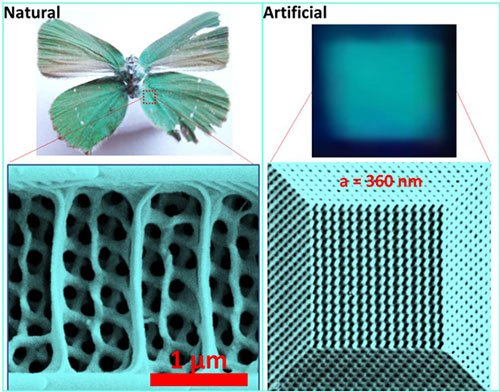 Natural
Artificial
a = 360 nm
1 μm